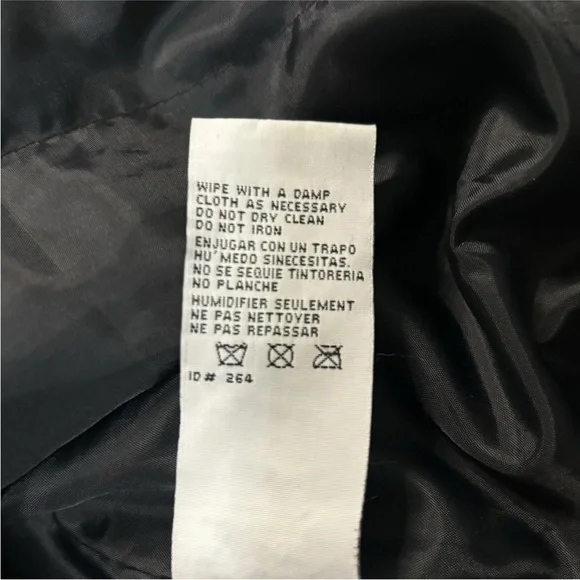 WIPE WITH A DAMP
CLOTH AS NECESSARY
DO NOT DRY CLEAN
DO NOT IRON
ENJUGAR CON UN TRAPO
HU'MEDO SINECESITAS.
NO SE SEQUIE TINTORERIA
NO PLANCHE
HUMIDIFIER SEULEMENT
NE PAS NETTOYER
NE PAS REPASSAR
ID# 264